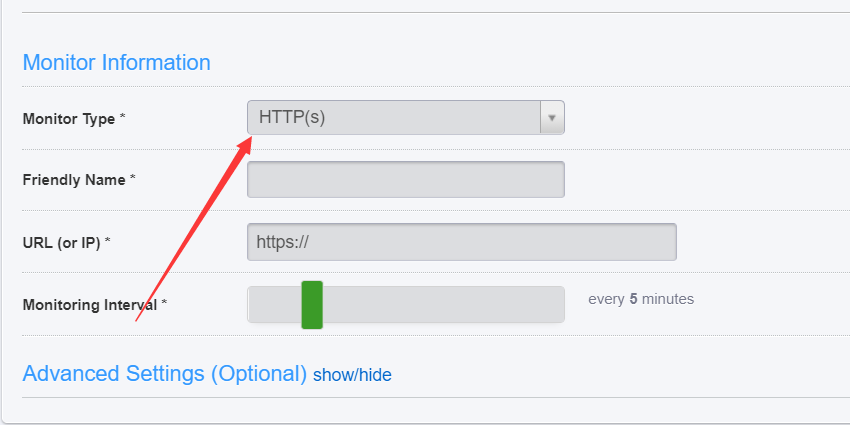 Monitor Information
Monitor Type *
HTTP(s)
Friendly Name *
URL (or IP) *
https://
Monitoring Interval *
every 5 minutes
Advanced Settings (Optional) show/hide